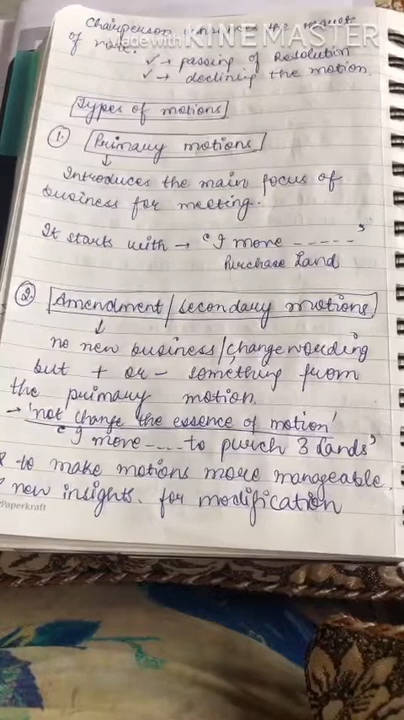 Chairperson
Made with KINEMASTER
of note.
✓→ passing of Resolution
✓→ declining the motion.
Types of motions
1. Primary motions
Introduces the main focus of
business for meeting.
It starts with → "I move -----"
Purchase Land
2. Amendment/secondary motions
no new business/change wording
but + or - something from
the primary motion.
→ 'not change the essence of motion'
"I move --- to purch 3 Lands"
to make motions more manageable
new insights for modification
Paperkraft